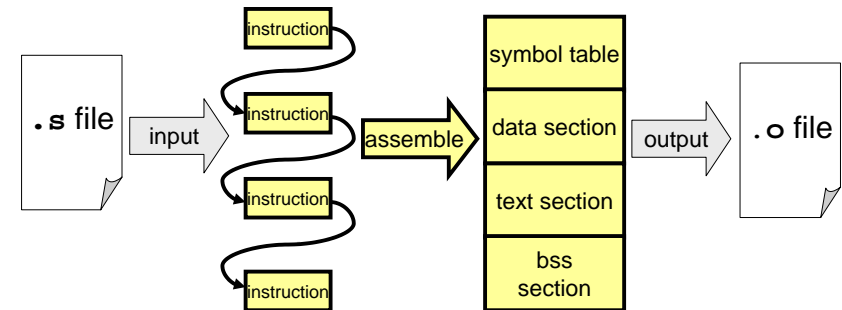 .s file
input
instruction
instruction
instruction
instruction
assemble
symbol table
data section
text section
bss
section
output
.o file